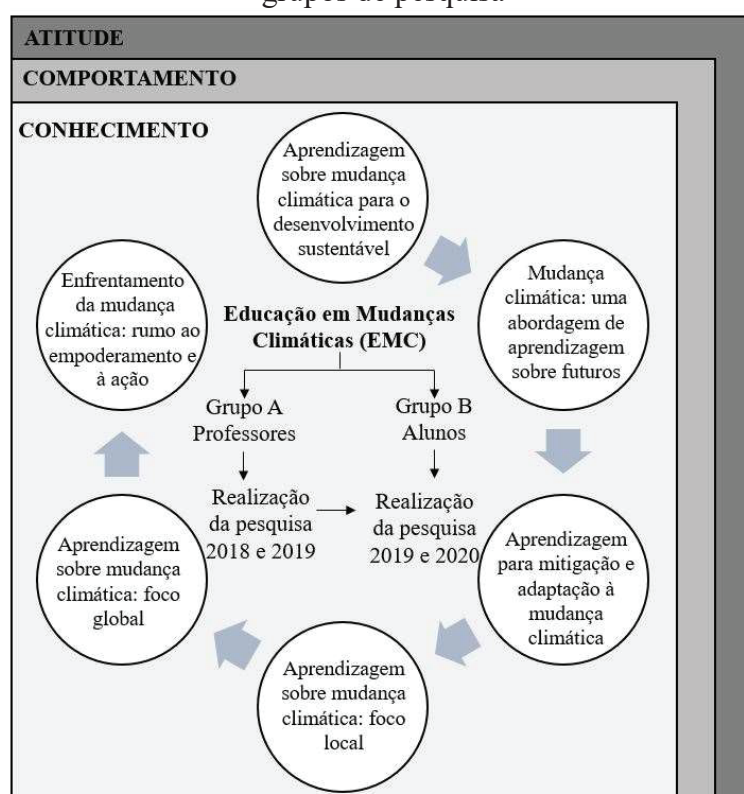 grupos de pesquisa
ATITUDE
COMPORTAMENTO
CONHECIMENTO
Aprendizagem
sobre mudança
climática para o
desenvolvimento
sustentável
Mudança
climática: uma
abordagem de
aprendizagem
sobre futuros
Aprendizagem
para mitigação e
adaptação à
mudança
climática
Aprendizagem
sobre mudança
climática: foco
local
Aprendizagem
sobre mudança
climática: foco
global
Enfrentamento
da mudança
climática: rumo ao
empoderamento e
à ação
Educação em Mudanças
Climáticas (EMC)
Grupo A
Professores
Realização
da pesquisa
2018 e 2019
Grupo B
Alunos
Realização
da pesquisa
2019 e 2020